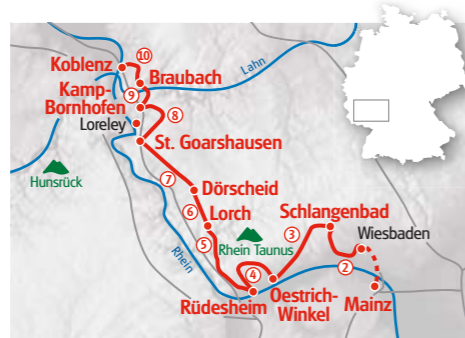 Koblenz
⑩
Braubach
Lahn
Kamp-
Bornhofen
⑨
⑧
Loreley
St. Goarshausen
Hunsrück
⑦
Dörscheid
⑥
Lorch
Schlangenbad
Rhein
⑤
Rhein Taunus
③
Wiesbaden
④
②
Rüdesheim
Oestrich-
Winkel
Mainz